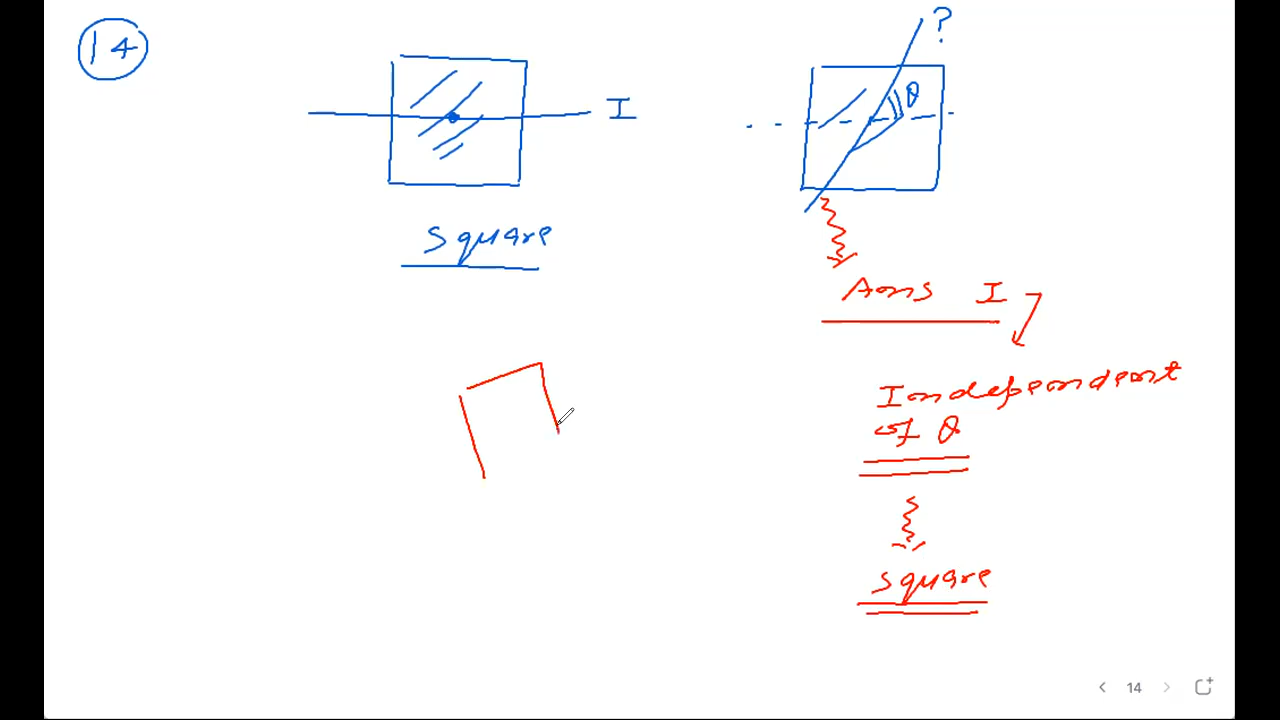 14
I
Square
?
θ
Ans I
Independent
of θ
Square
14